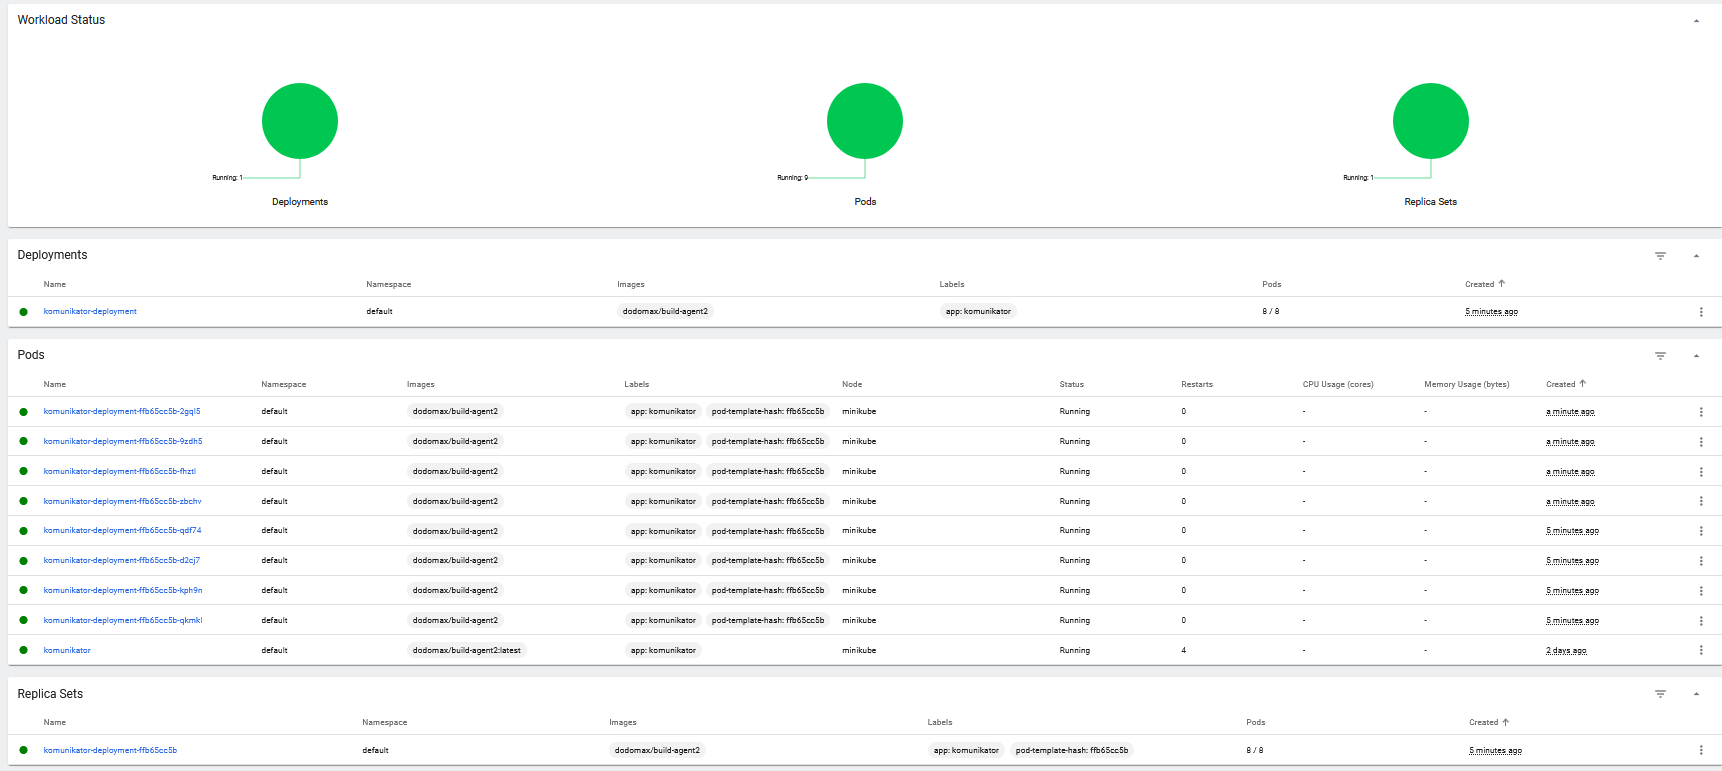 Workload Status
Running: 1
Running: 9
Running: 1
Deployments
Pods
Replica Sets
Deployments
Name Namespace Images Labels Pods Created
komunikator-deployment default dodomax/build-agent2 app: komunikator 8 / 8 5 minutes ago
Pods
Name Namespace Images Labels Node Status Restarts CPU Usage (cores) Memory Usage (bytes) Created
komunikator-deployment-ffb65cc5b-2gql5 default dodomax/build-agent2 app: komunikator pod-template-hash: ffb65cc5b minikube Running 0 - - a minute ago
komunikator-deployment-ffb65cc5b-9zdh5 default dodomax/build-agent2 app: komunikator pod-template-hash: ffb65cc5b minikube Running 0 - - a minute ago
komunikator-deployment-ffb65cc5b-fhztl default dodomax/build-agent2 app: komunikator pod-template-hash: ffb65cc5b minikube Running 0 - - a minute ago
komunikator-deployment-ffb65cc5b-zbchv default dodomax/build-agent2 app: komunikator pod-template-hash: ffb65cc5b minikube Running 0 - - a minute ago
komunikator-deployment-ffb65cc5b-qdf74 default dodomax/build-agent2 app: komunikator pod-template-hash: ffb65cc5b minikube Running 0 - - 5 minutes ago
komunikator-deployment-ffb65cc5b-d2cj7 default dodomax/build-agent2 app: komunikator pod-template-hash: ffb65cc5b minikube Running 0 - - 5 minutes ago
komunikator-deployment-ffb65cc5b-kph9n default dodomax/build-agent2 app: komunikator pod-template-hash: ffb65cc5b minikube Running 0 - - 5 minutes ago
komunikator-deployment-ffb65cc5b-qkmkl default dodomax/build-agent2 app: komunikator pod-template-hash: ffb65cc5b minikube Running 0 - - 5 minutes ago
komunikator default dodomax/build-agent2:latest app: komunikator minikube Running 4 - - 2 days ago
Replica Sets
Name Namespace Images Labels Pods Created
komunikator-deployment-ffb65cc5b default dodomax/build-agent2 app: komunikator pod-template-hash: ffb65cc5b 8 / 8 5 minutes ago